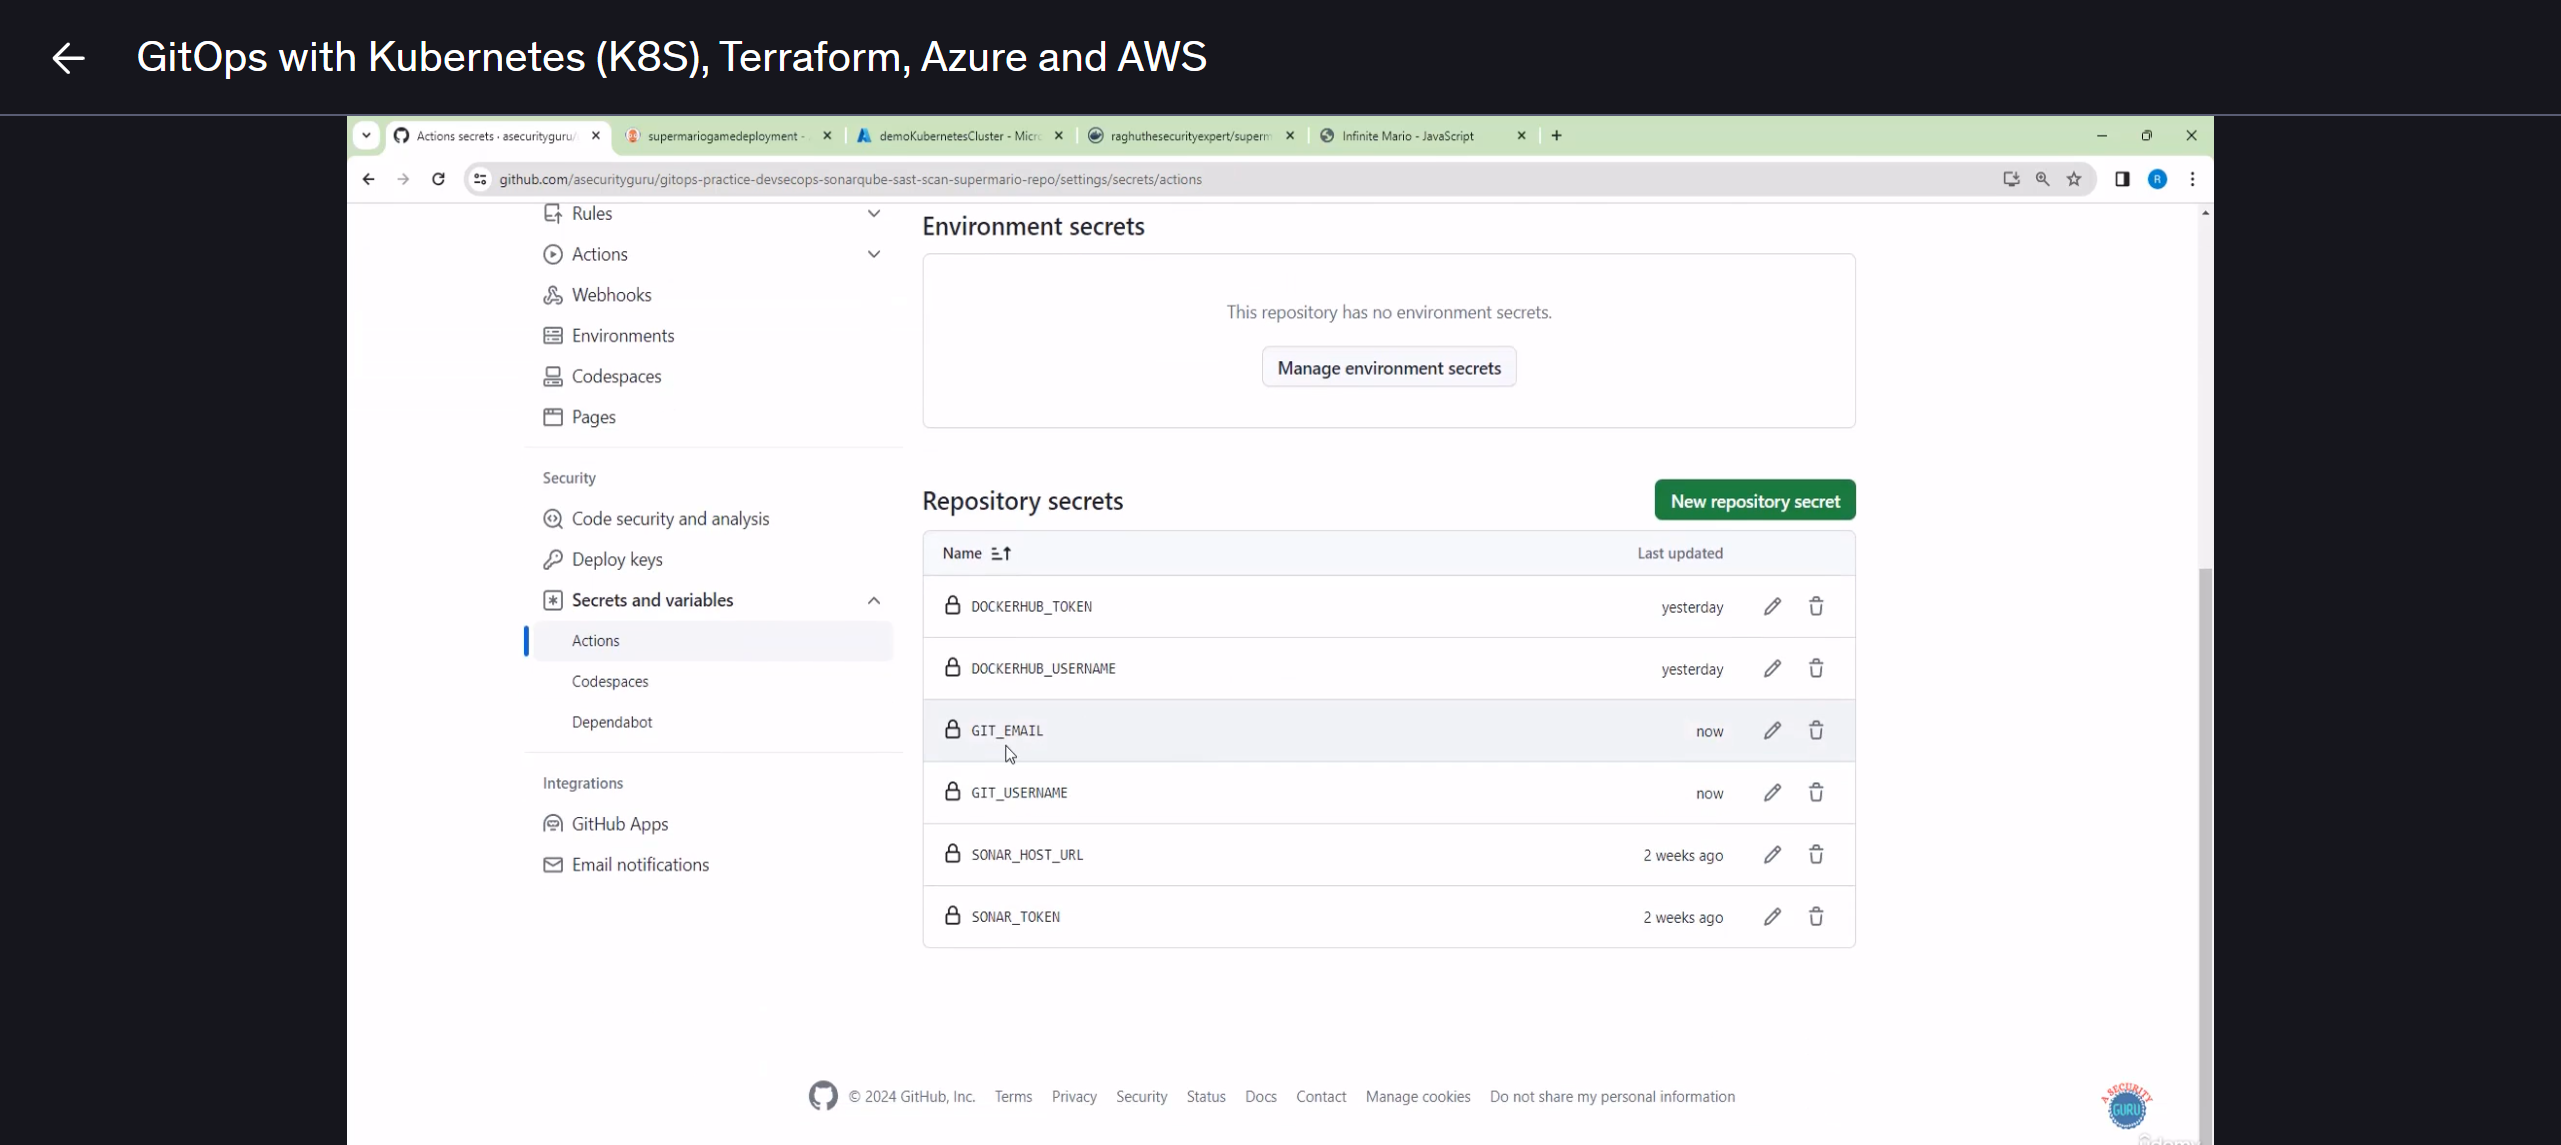 GitOps with Kubernetes (K8S), Terraform, Azure and AWS
Actions secrets · asecurityguru/
supermariogamedeployment -
demoKubernetesCluster - Micro
raghuthesecurityexpert/superm
Infinite Mario - JavaScript
github.com/asecurityguru/gitops-practice-devsecops-sonarqube-sast-scan-supermario-repo/settings/secrets/actions
R
Rules
Actions
Webhooks
Environments
Codespaces
Pages
Security
Code security and analysis
Deploy keys
Secrets and variables
Actions
Codespaces
Dependabot
Integrations
GitHub Apps
Email notifications
Environment secrets
This repository has no environment secrets.
Manage environment secrets
Repository secrets
New repository secret
Name
Last updated
DOCKERHUB_TOKEN yesterday
DOCKERHUB_USERNAME yesterday
GIT_EMAIL now
GIT_USERNAME now
SONAR_HOST_URL 2 weeks ago
SONAR_TOKEN 2 weeks ago
© 2024 GitHub, Inc. Terms Privacy Security Status Docs Contact Manage cookies Do not share my personal information
A SECURITY
GURU